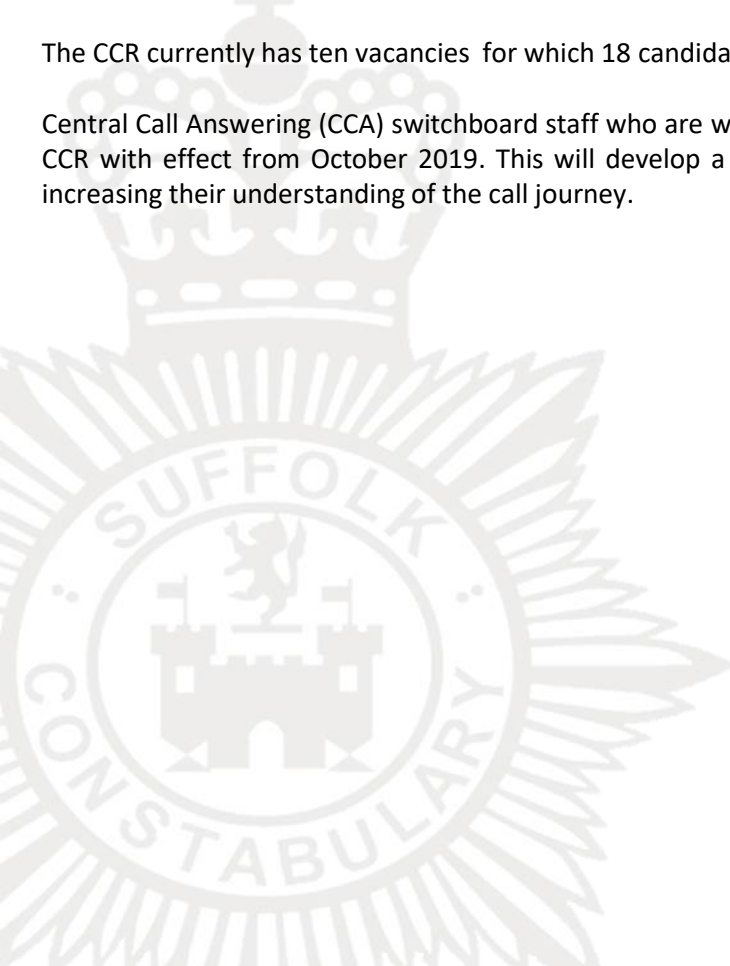 The CCR currently has ten vacancies  for which 18 candida
Central Call Answering (CCA) switchboard staff who are w
CCR with effect from October 2019. This will develop a
increasing their understanding of the call journey.
SUFFOLK
CONSTABULARY